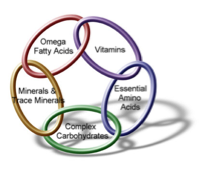 Omega
Fatty Acids
Vitamins
Essential
Amino
Acids
Complex
Carbohydrates
Minerals &
Trace Minerals